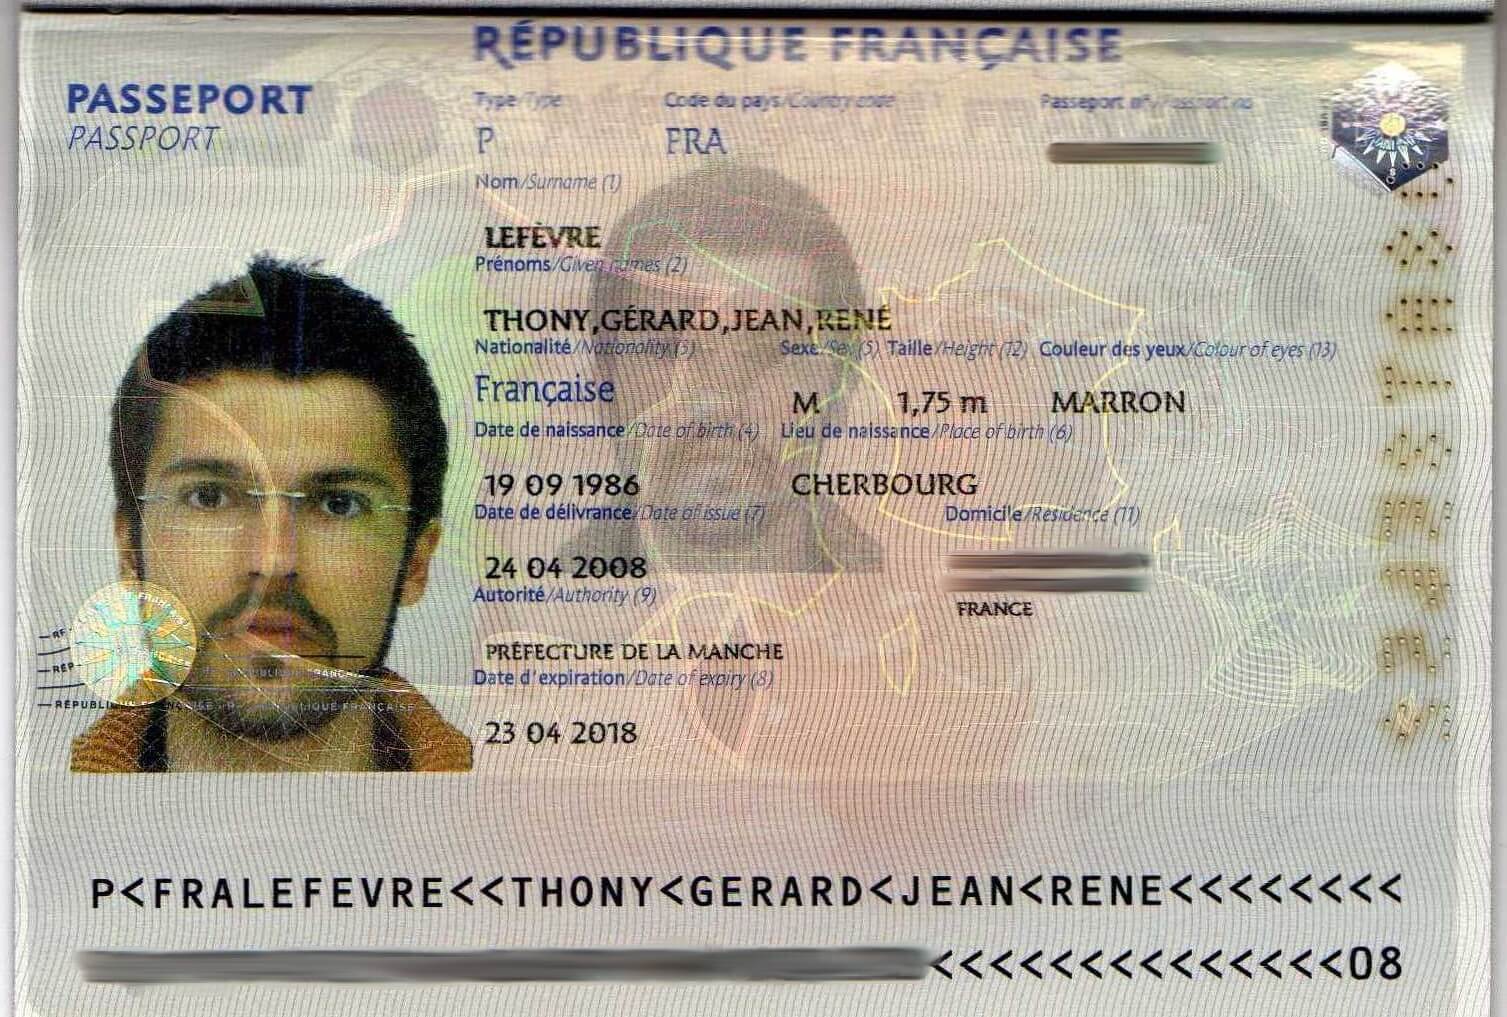 RÉPUBLIQUE FRANÇAISE
PASSEPORT
PASSPORT
Type/Type Code du pays/Country code Passeport n°/Passport no
P FRA
Nom/Surname (1)
LEFÈVRE
Prénoms/Given names (2)
THONY,GÉRARD,JEAN,RENÉ
Nationalité/Nationality (3) Sexe/Sex (5) Taille/Height (12) Couleur des yeux/Colour of eyes (13)
Française M 1,75 m MARRON
Date de naissance/Date of birth (4) Lieu de naissance/Place of birth (6)
19 09 1986 CHERBOURG
Date de délivrance/Date of issue (7) Domicile/Residence (11)
24 04 2008
Autorité/Authority (9)
FRANCE
PRÉFECTURE DE LA MANCHE
Date d'expiration/Date of expiry (8)
23 04 2018
RÉPUBLIQUE FRANÇAISE
P<FRALEFEVRE<<THONY<GERARD<JEAN<RENE<<<<<<<<
<<<<<<<<<<<<<<08